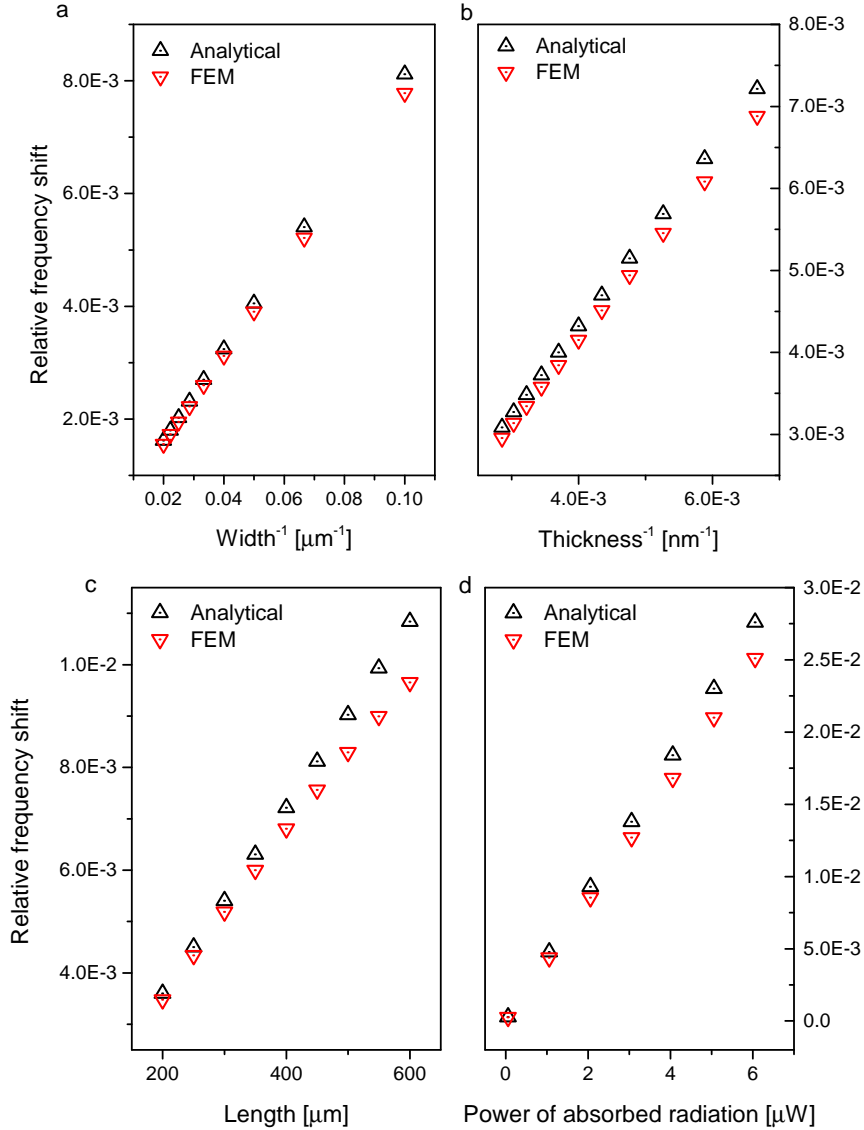 a
Analytical
FEM
8.0E-3
6.0E-3
4.0E-3
2.0E-3
0.02 0.04 0.06 0.08 0.10
Width⁻¹ [μm⁻¹]
Relative frequency shift
b
Analytical
FEM
8.0E-3
7.0E-3
6.0E-3
5.0E-3
4.0E-3
3.0E-3
4.0E-3 6.0E-3
Thickness⁻¹ [nm⁻¹]
c
Analytical
FEM
1.0E-2
8.0E-3
6.0E-3
4.0E-3
200 400 600
Length [μm]
Relative frequency shift
d
Analytical
FEM
3.0E-2
2.5E-2
2.0E-2
1.5E-2
1.0E-2
5.0E-3
0.0
0 2 4 6
Power of absorbed radiation [μW]